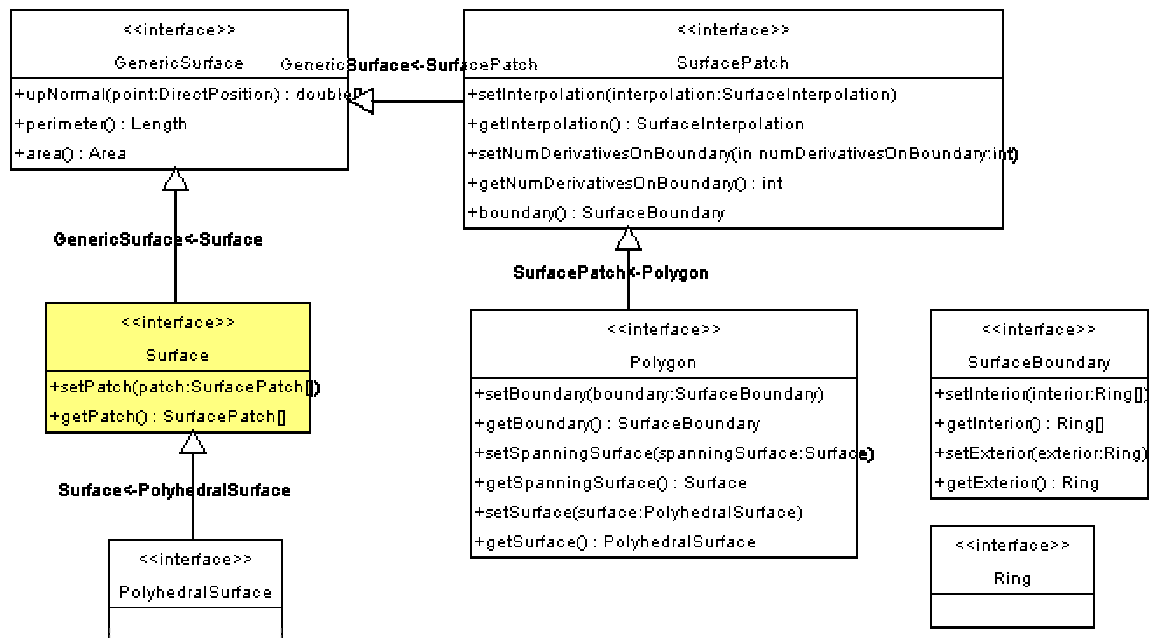 <<interface>>
GenericSurface
+upNormal(point:DirectPosition) : double[]
+perimeter() : Length
+area() : Area
GenericSurface<-SurfacePatch
<<interface>>
SurfacePatch
+setInterpolation(interpolation:SurfaceInterpolation)
+getInterpolation() : SurfaceInterpolation
+setNumDerivativesOnBoundary(in numDerivativesOnBoundary:int)
+getNumDerivativesOnBoundary() : int
+boundary() : SurfaceBoundary
GenericSurface<-Surface
SurfacePatch<-Polygon
<<interface>>
Surface
+setPatch(patch:SurfacePatch[])
+getPatch() : SurfacePatch[]
<<interface>>
Polygon
+setBoundary(boundary:SurfaceBoundary)
+getBoundary() : SurfaceBoundary
+setSpanningSurface(spanningSurface:Surface)
+getSpanningSurface() : Surface
+setSurface(surface:PolyhedralSurface)
+getSurface() : PolyhedralSurface
<<interface>>
SurfaceBoundary
+setInterior(interior:Ring[])
+getInterior() : Ring[]
+setExterior(exterior:Ring)
+getExterior() : Ring
Surface<-PolyhedralSurface
<<interface>>
PolyhedralSurface
<<interface>>
Ring